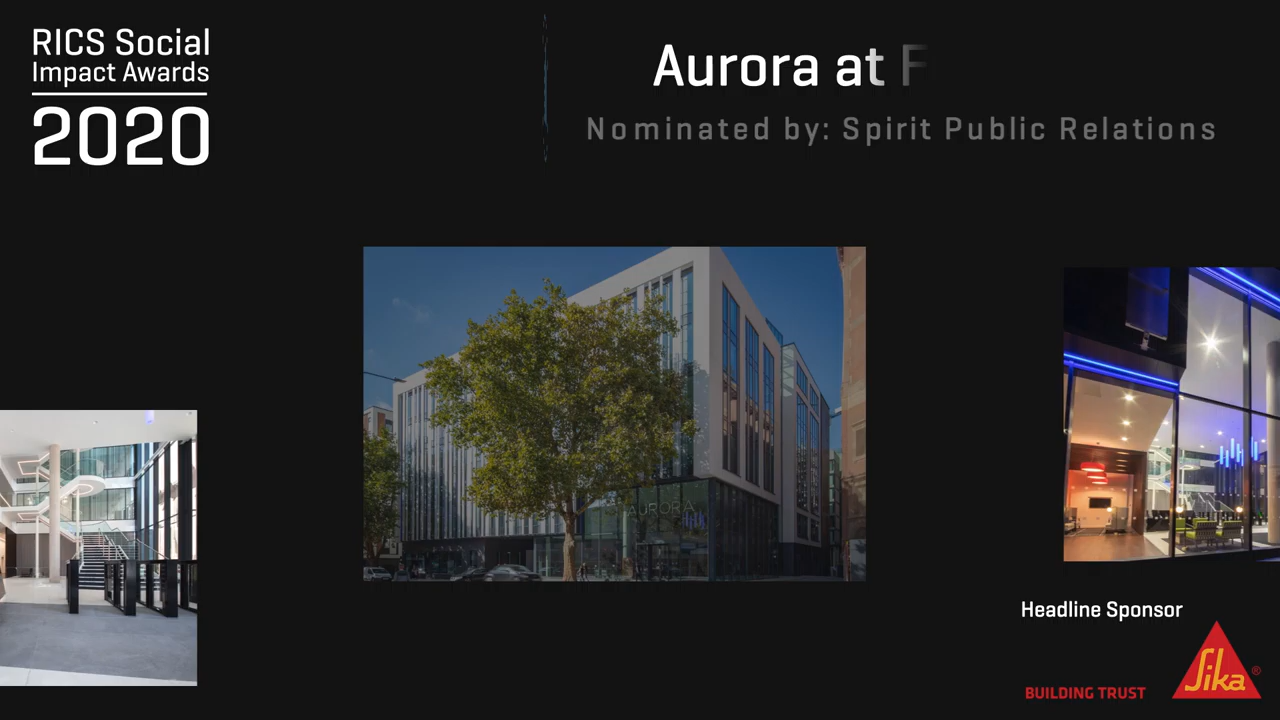 RICS Social
Impact Awards
2020
Aurora at F
Nominated by: Spirit Public Relations
AURORA
Headline Sponsor
BUILDING TRUST
Sika®